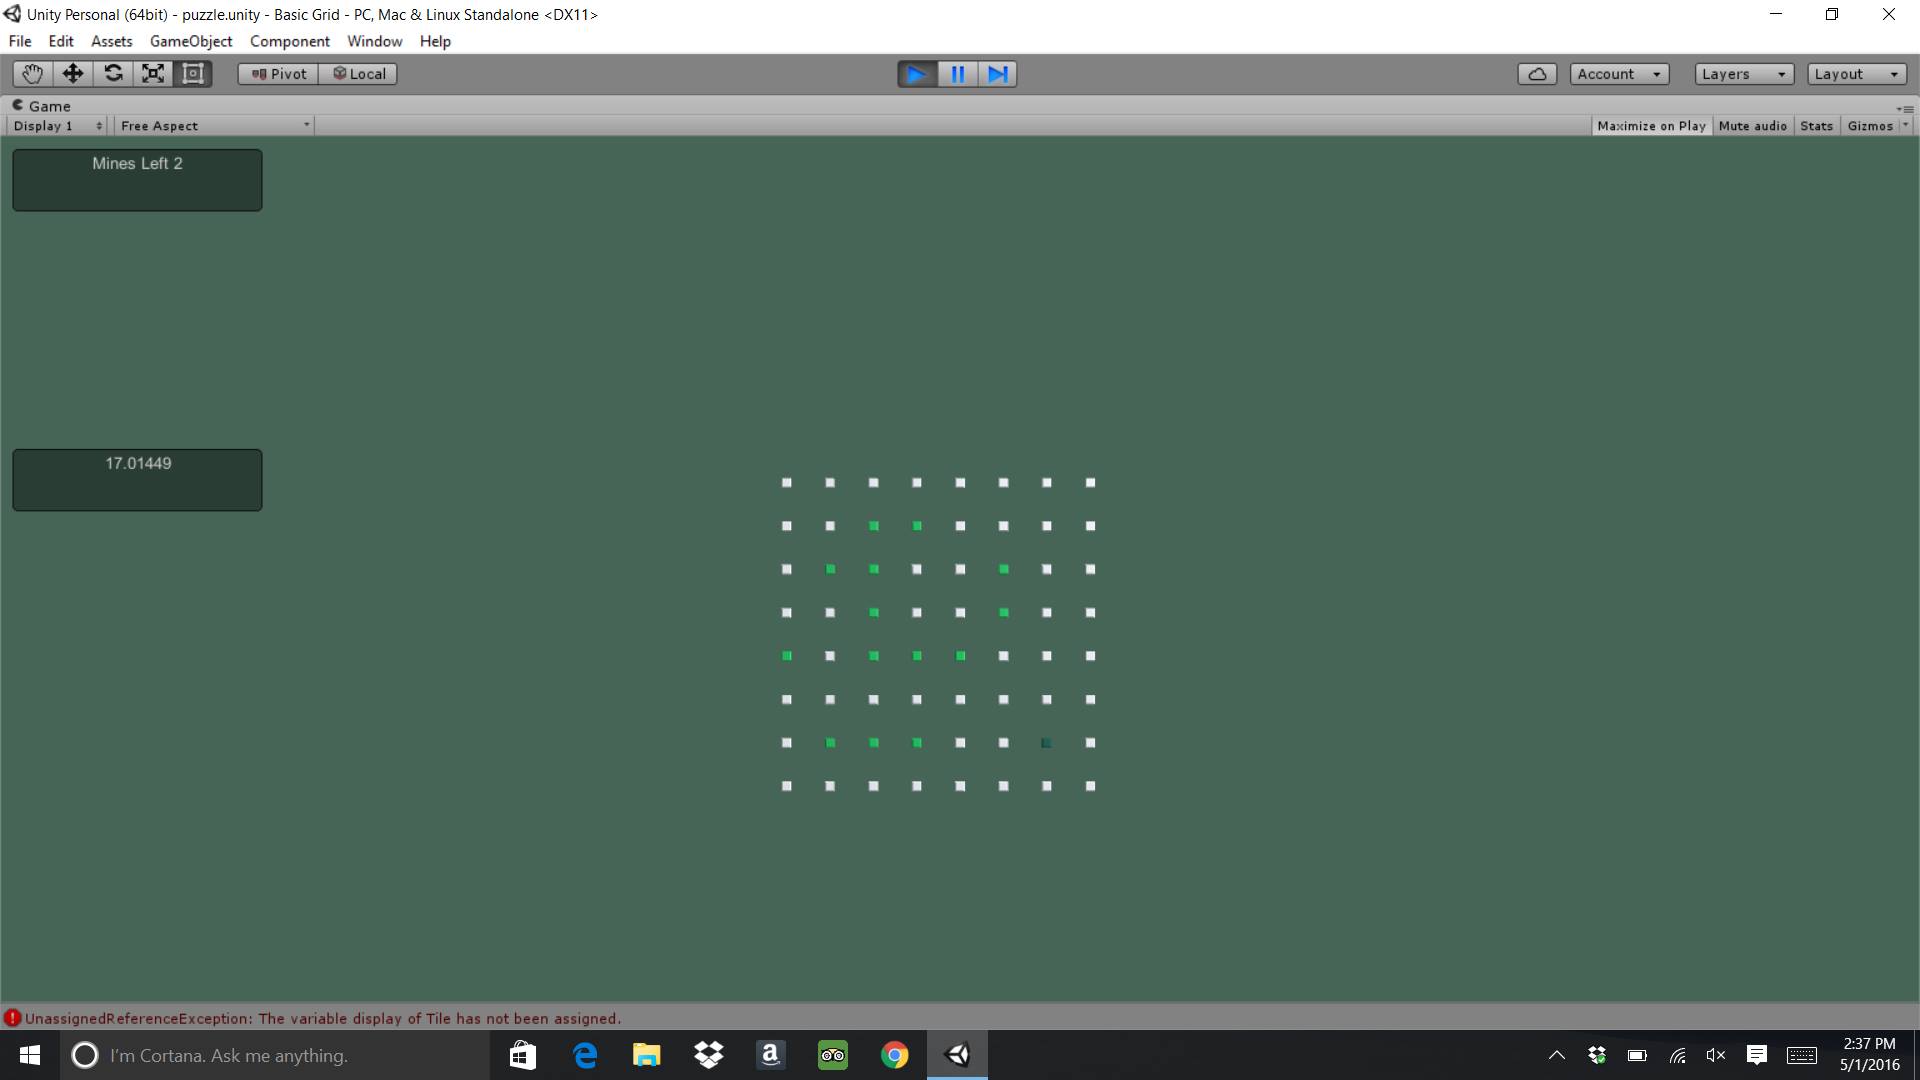 Unity Personal (64bit) - puzzle.unity - Basic Grid - PC, Mac & Linux Standalone <DX11>
File Edit Assets GameObject Component Window Help
Pivot Local Account Layers Layout
Game
Display 1 Free Aspect Maximize on Play Mute audio Stats Gizmos
Mines Left 2
17.01449
UnassignedReferenceException: The variable display of Tile has not been assigned.
I'm Cortana. Ask me anything.
2:37 PM
5/1/2016